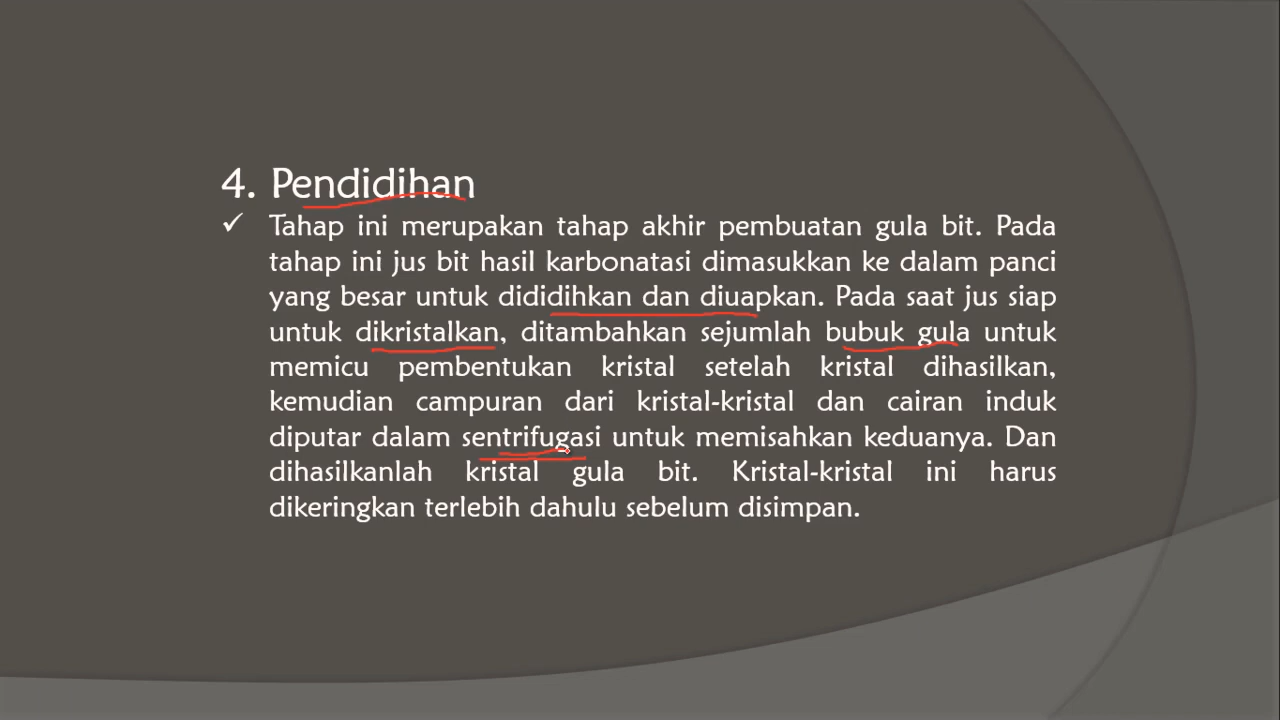 4. Pendidihan
✓ Tahap ini merupakan tahap akhir pembuatan gula bit. Pada
tahap ini jus bit hasil karbonatasi dimasukkan ke dalam panci
yang besar untuk dididihkan dan diuapkan. Pada saat jus siap
untuk dikristalkan, ditambahkan sejumlah bubuk gula untuk
memicu pembentukan kristal setelah kristal dihasilkan,
kemudian campuran dari kristal-kristal dan cairan induk
diputar dalam sentrifugasi untuk memisahkan keduanya. Dan
dihasilkanlah kristal gula bit. Kristal-kristal ini harus
dikeringkan terlebih dahulu sebelum disimpan.